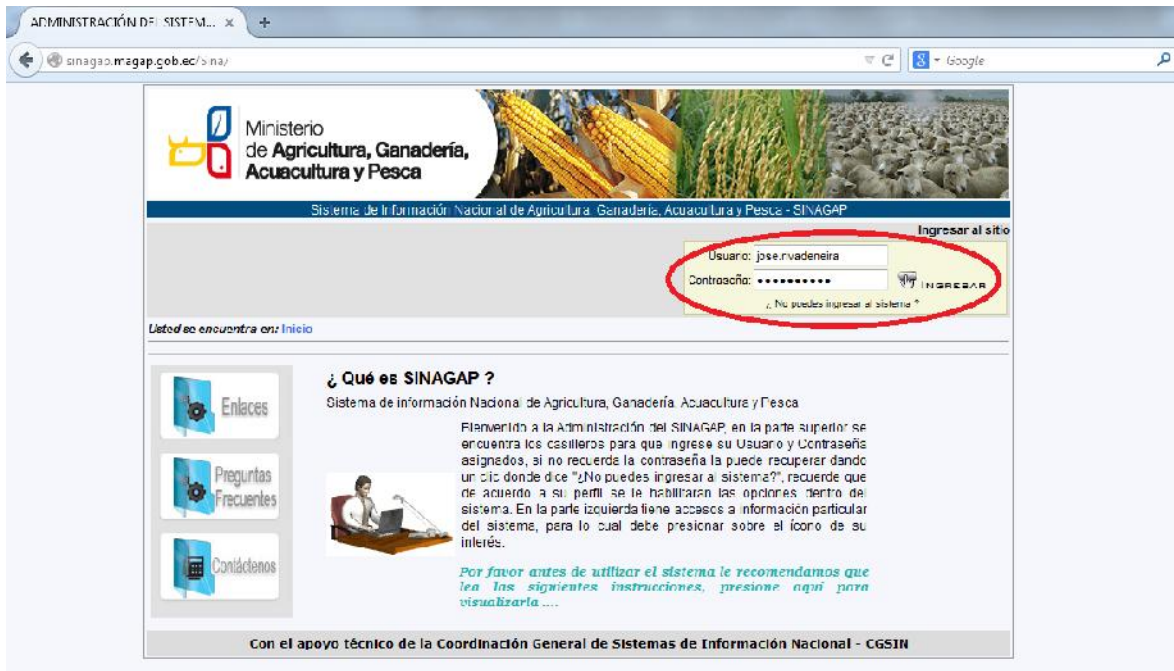 ADMINISTRACIÓN DEL SISTEM...
sinagap.magap.gob.ec/sina/
Google
Ministerio
de Agricultura, Ganadería,
Acuacultura y Pesca
Sistema de Información Nacional de Agricultura, Ganadería, Acuacultura y Pesca - SINAGAP
Ingresar al sitio
Usuario: jose.rivadeneira
Contraseña: ••••••••••
INGRESAR
¿ No puedes ingresar al sistema ?
Usted se encuentra en: Inicio
Enlaces
Preguntas
Frecuentes
Contáctenos
¿ Qué es SINAGAP ?
Sistema de información Nacional de Agricultura, Ganadería, Acuacultura y Pesca
Bienvenido a la Administración del SINAGAP, en la parte superior se
encuentra los casilleros para que ingrese su Usuario y Contraseña
asignados, si no recuerda la contraseña la puede recuperar dando
un clic donde dice "¿No puedes ingresar al sistema?", recuerde que
de acuerdo a su perfil se le habilitaran las opciones dentro del
sistema. En la parte izquierda tiene accesos a información particular
del sistema, para lo cual debe presionar sobre el ícono de su
interés.
Por favor antes de utilizar el sistema le recomendamos que
lea las siguientes instrucciones, presione aquí para
visualizarla ....
Con el apoyo técnico de la Coordinación General de Sistemas de Información Nacional - CGSIN